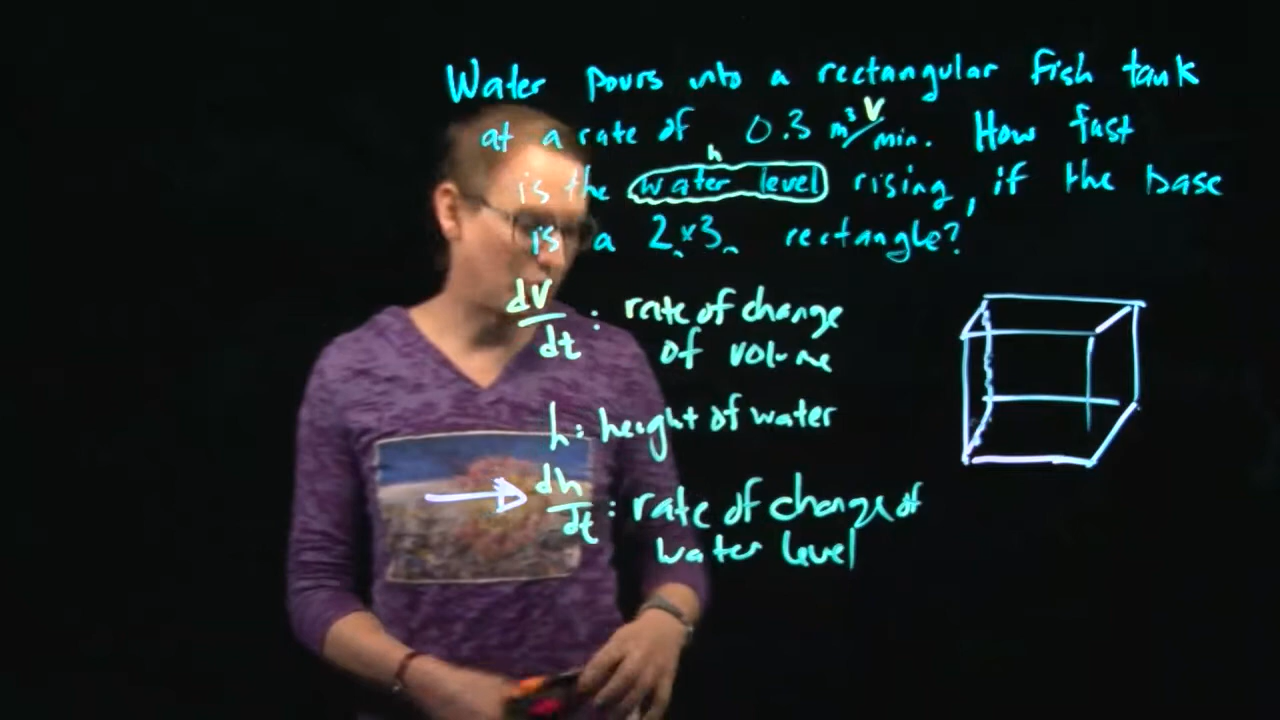 Water pours into a rectangular fish tank
at a rate of 0.3 m³/min. How fast
V
h
is the water level rising, if the base
is a 2m x 3m rectangle?
dV/dt : rate of change
of volume
h: height of water
dh/dt : rate of change of
water level